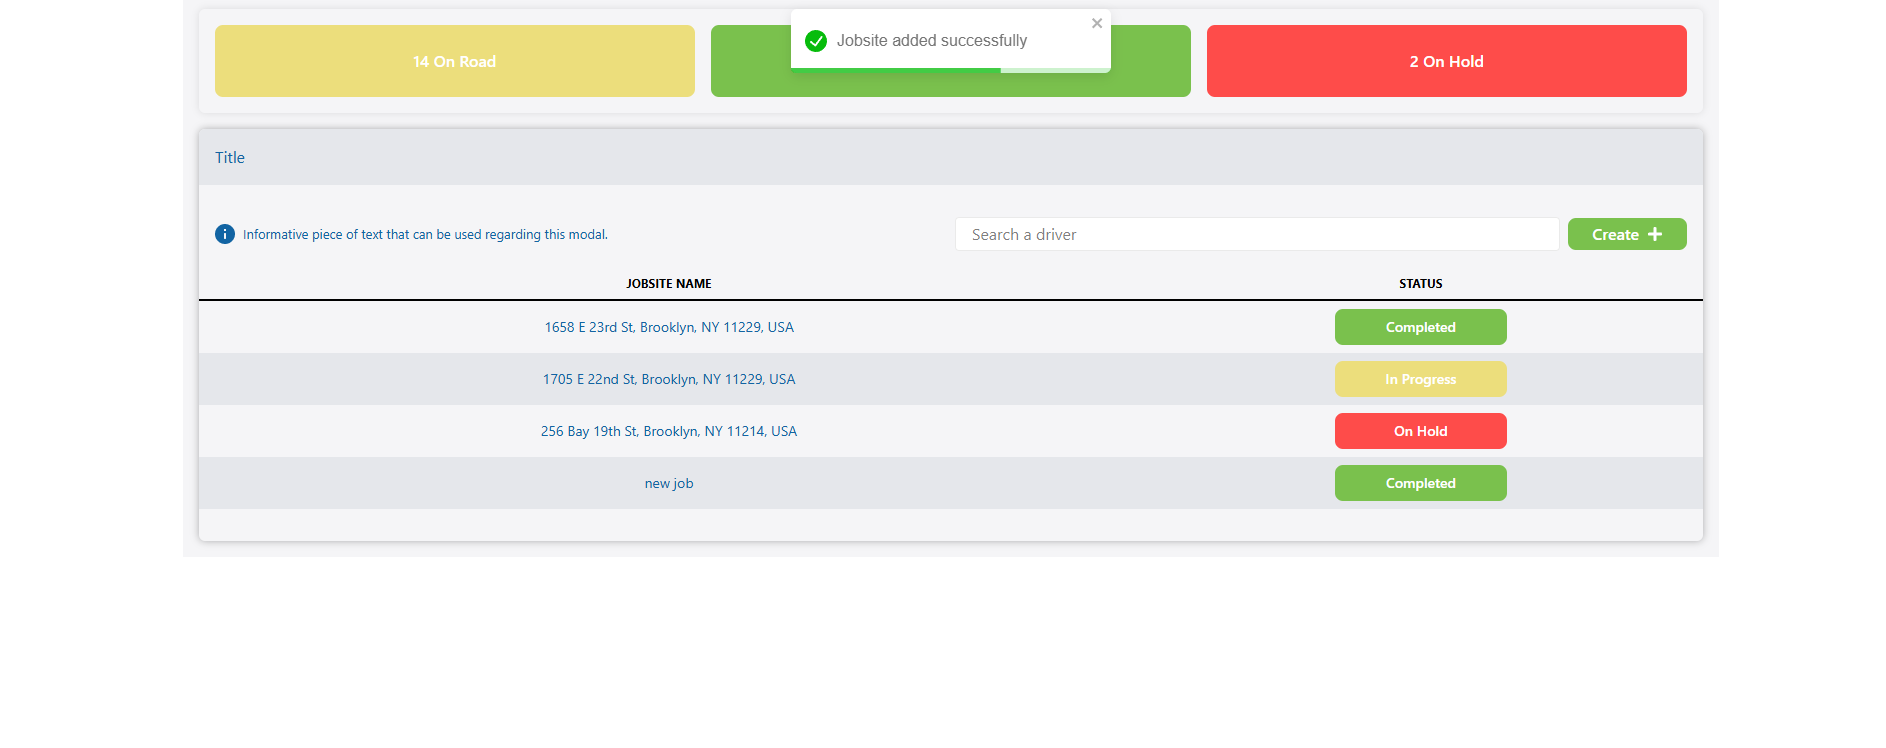 14 On Road
Jobsite added successfully
2 On Hold
Title
Informative piece of text that can be used regarding this modal.
Search a driver
Create
JOBSITE NAME
STATUS
1658 E 23rd St, Brooklyn, NY 11229, USA
Completed
1705 E 22nd St, Brooklyn, NY 11229, USA
In Progress
256 Bay 19th St, Brooklyn, NY 11214, USA
On Hold
new job
Completed